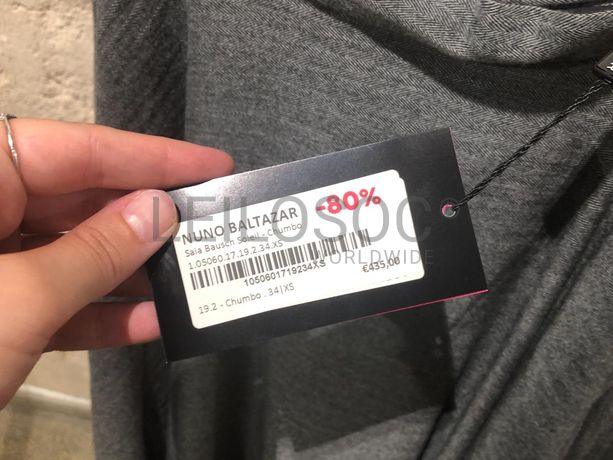 NUNO BALTAZAR
-80%
Saia Bausch Soleil - Chumbo
1.05060.17.19.2.34.XS
1050601719234XS
€435,00
19.2 - Chumbo . 34|XS
LEILOSOC
WORLDWIDE